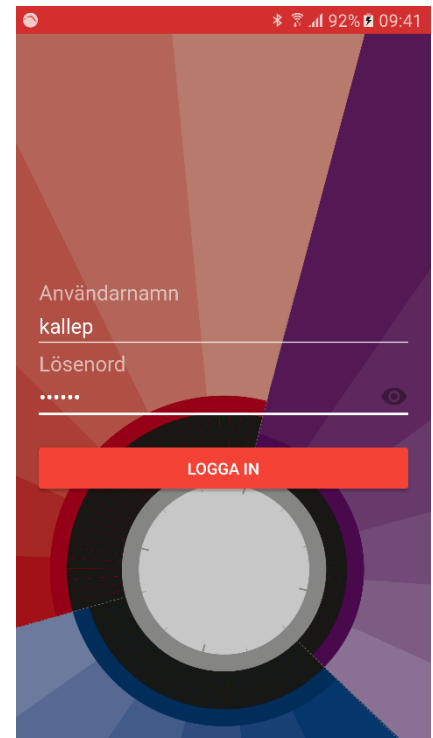 92% 09:41
Användarnamn
kallep
Lösenord
••••••
LOGGA IN